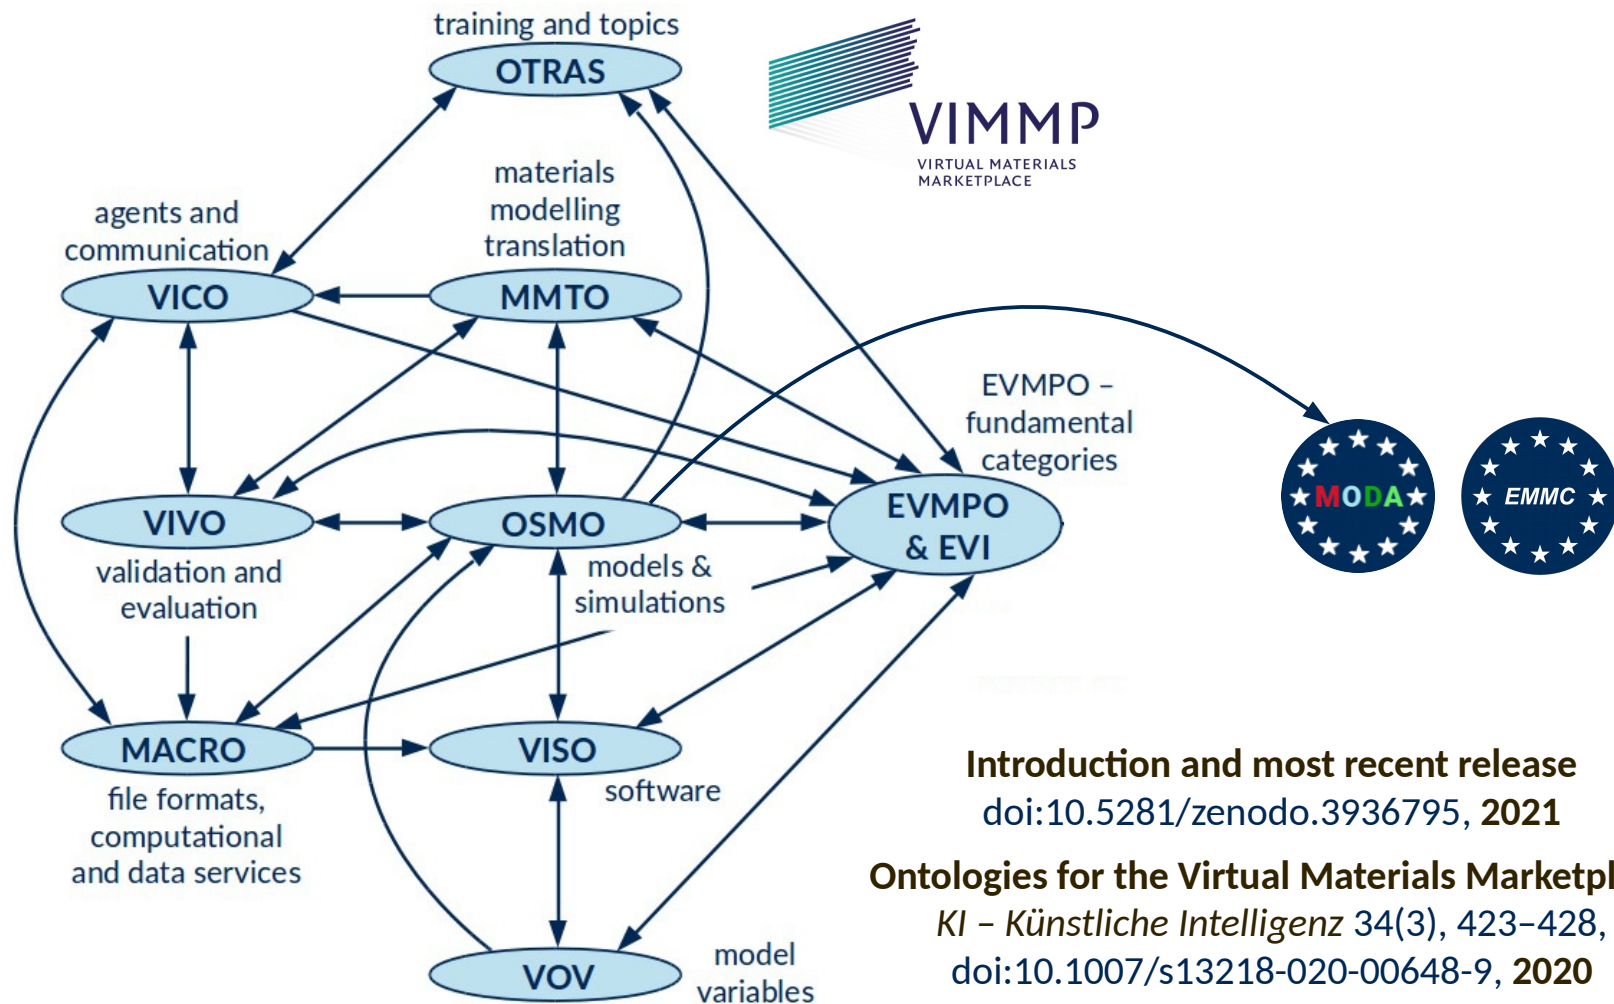 training and topics
OTRAS
VIMMP
VIRTUAL MATERIALS
MARKETPLACE
materials
modelling
translation
agents and
communication
VICO
MMTO
EVMPO –
fundamental
categories
MODA
EMMC
VIVO
OSMO
EVMPO
& EVI
validation and
evaluation
models &
simulations
MACRO
VISO
software
file formats,
computational
and data services
VOV
model
variables
Introduction and most recent release
doi:10.5281/zenodo.3936795, 2021
Ontologies for the Virtual Materials Marketpl
KI – Künstliche Intelligenz 34(3), 423–428,
doi:10.1007/s13218-020-00648-9, 2020